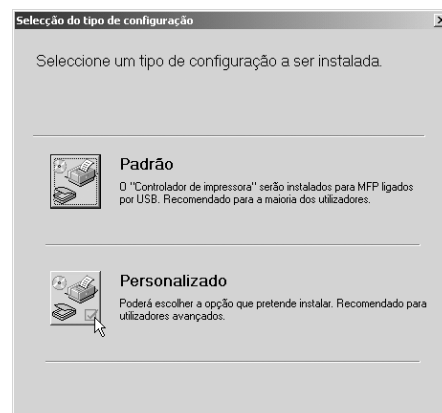 Selecção do tipo de configuração
Seleccione um tipo de configuração a ser instalada.
Padrão
O "Controlador de impressora" serão instalados para MFP ligados
por USB. Recomendado para a maioria dos utilizadores.
Personalizado
Poderá escolher a opção que pretende instalar. Recomendado para
utilizadores avançados.